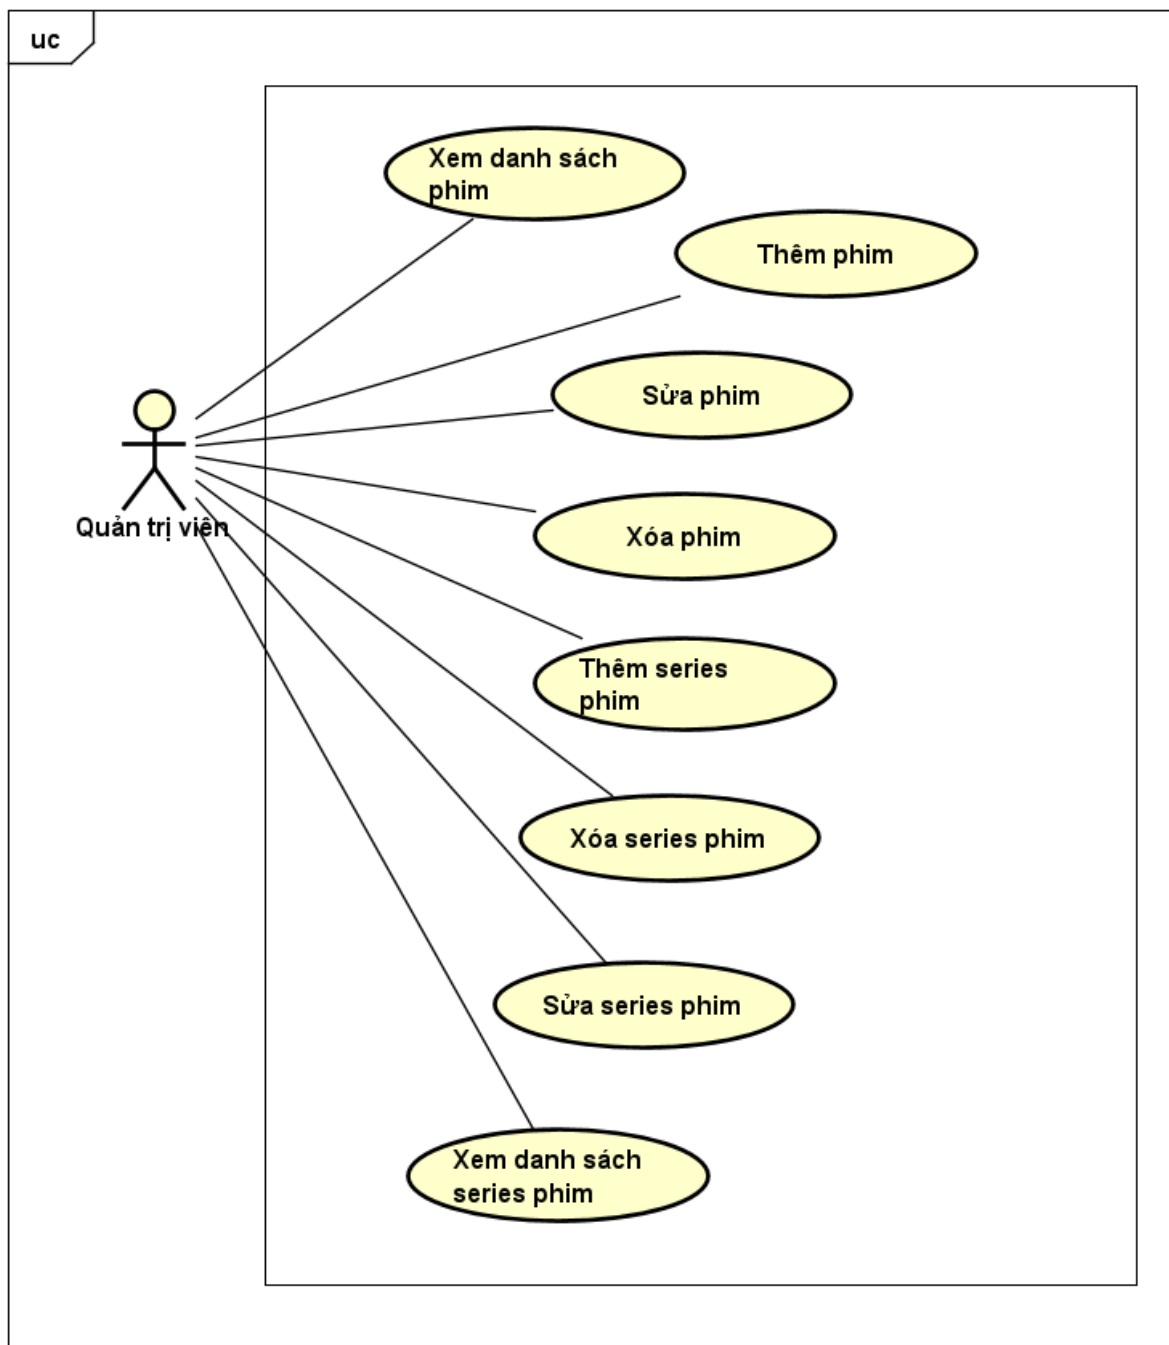 uc
Xem danh sách
phim
Thêm phim
Sửa phim
Quản trị viên
Xóa phim
Thêm series
phim
Xóa series phim
Sửa series phim
Xem danh sách
series phim